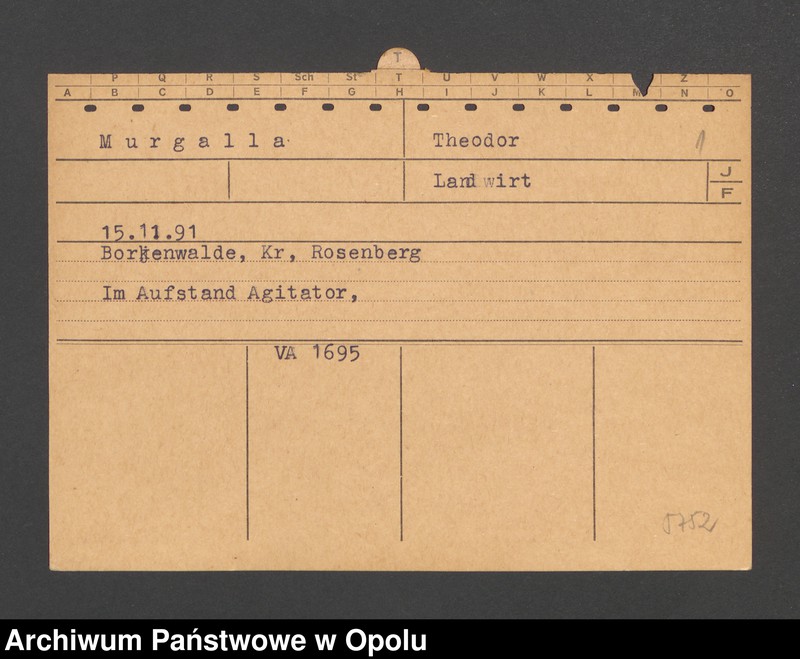 T
P Q R S Sch St T U V W X Z
A B C D E F G H I J K L M N O
Murgalla Theodor 1
Landwirt J
F
15.11.91
Borkenwalde, Kr, Rosenberg
Im Aufstand Agitator,
VA 1695
5752
Archiwum Państwowe w Opolu